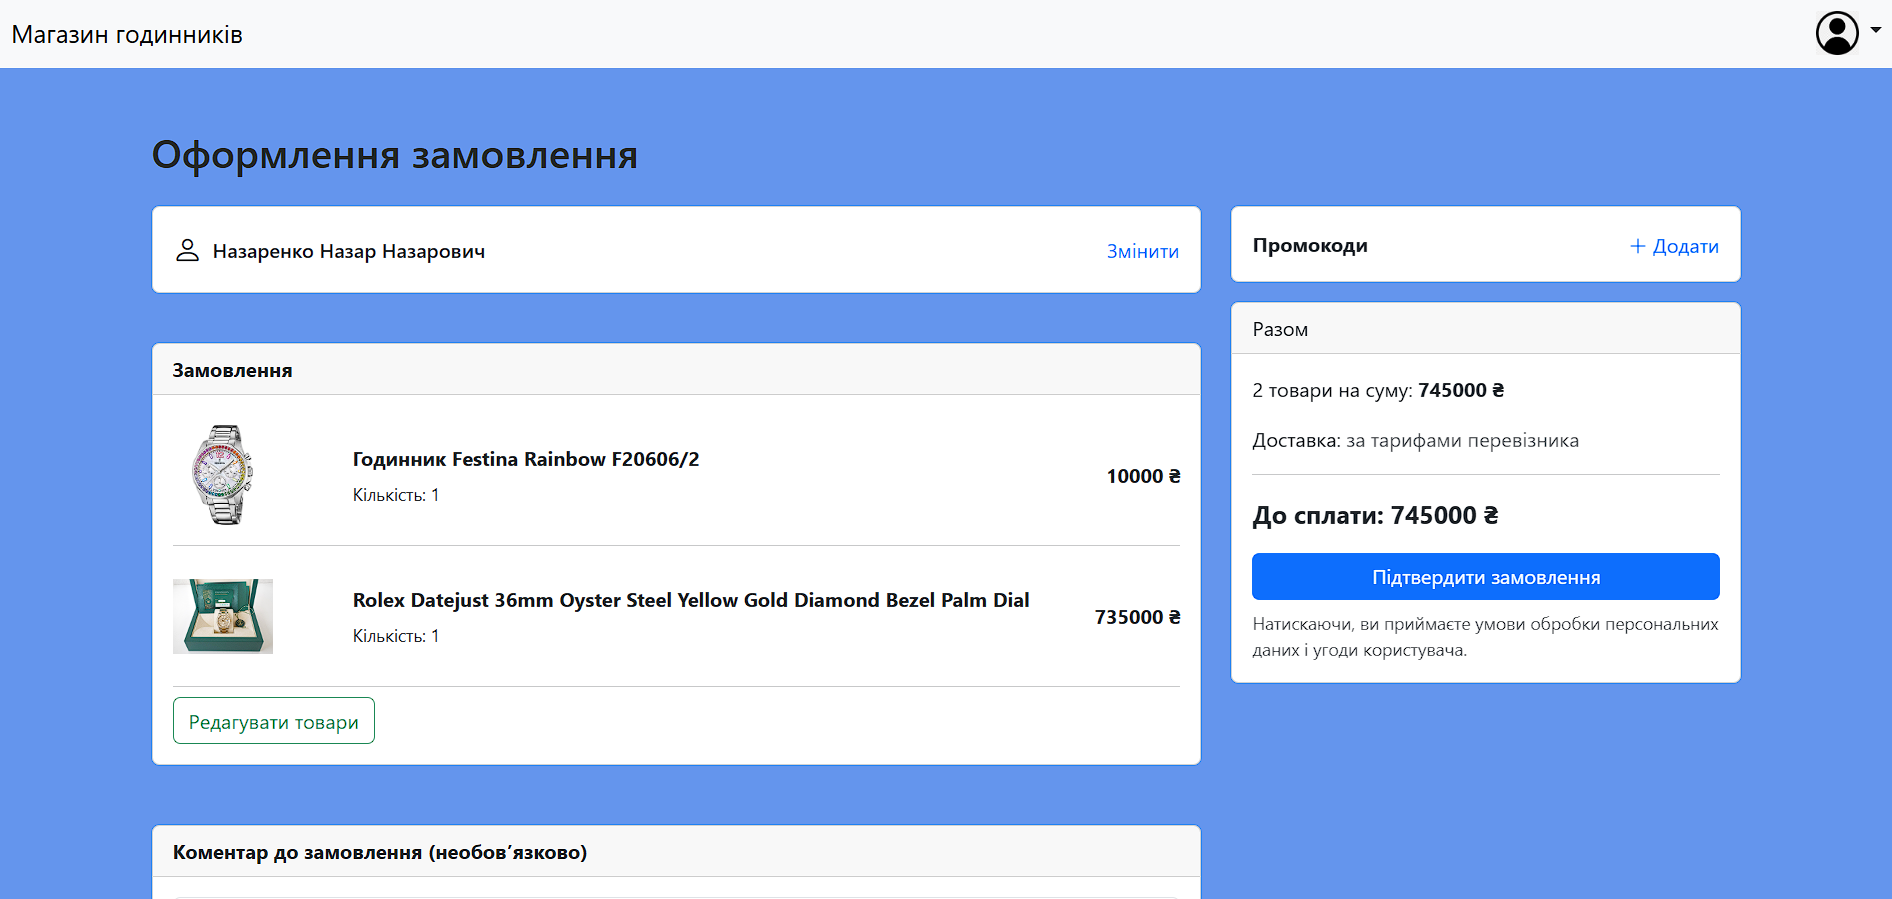 Магазин годинників
Оформлення замовлення
Назаренко Назар Назарович
Змінити
Замовлення
Годинник Festina Rainbow F20606/2
Кількість: 1
10000 ₴
Rolex Datejust 36mm Oyster Steel Yellow Gold Diamond Bezel Palm Dial
Кількість: 1
735000 ₴
Редагувати товари
Коментар до замовлення (необов’язково)
Промокоди
+ Додати
Разом
2 товари на суму: 745000 ₴
Доставка: за тарифами перевізника
До сплати: 745000 ₴
Підтвердити замовлення
Натискаючи, ви приймаєте умови обробки персональних
даних і угоди користувача.